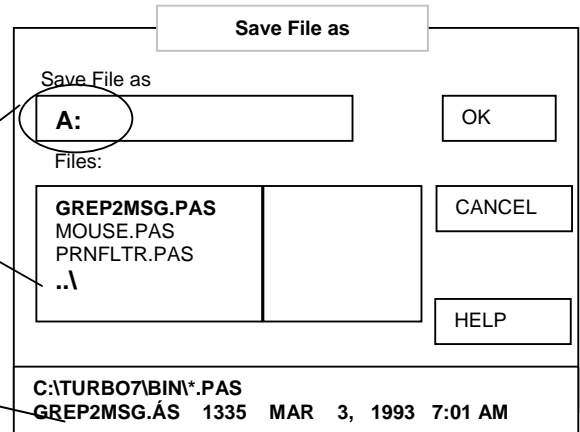 Save File as
Save File as
A:
OK
Files:
GREP2MSG.PAS
MOUSE.PAS
PRNFLTR.PAS
..\
CANCEL
HELP
C:\TURBO7\BIN\*.PAS
GREP2MSG.ÁS 1335 MAR 3, 1993 7:01 AM